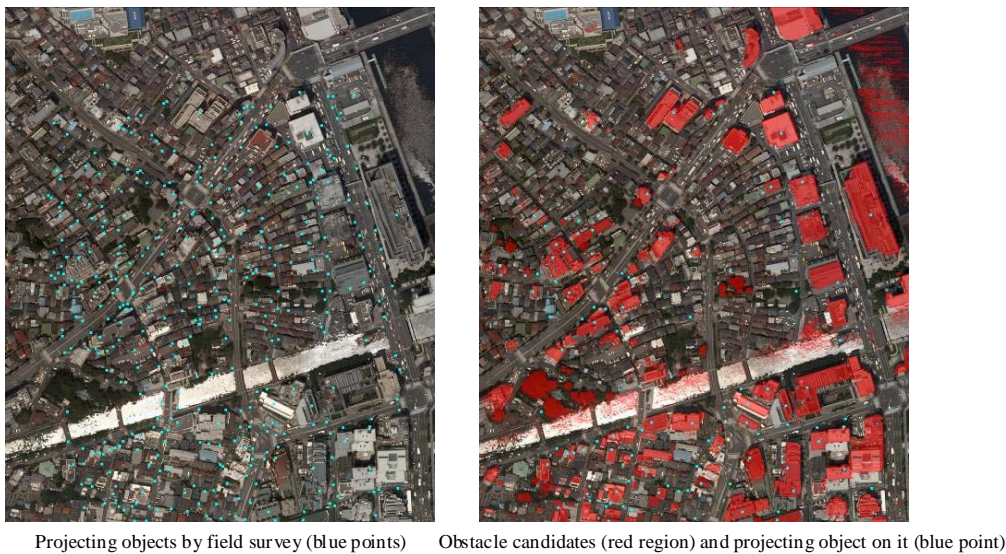 Projecting objects by field survey (blue points)
Obstacle candidates (red region) and projecting object on it (blue point)